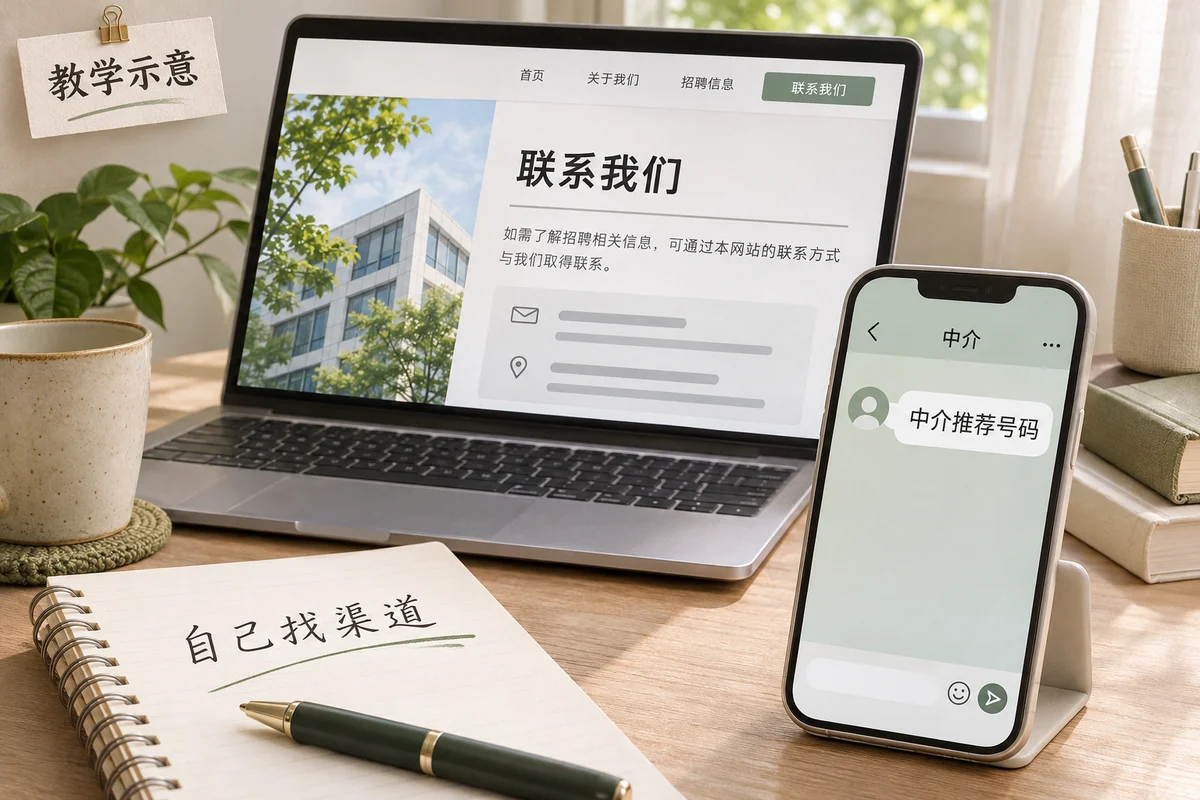 教学示意
首页
关于我们
招聘信息
联系我们
联系我们
如需了解招聘相关信息，可通过本网站的联系方式
与我们取得联系。
中介
中介推荐号码
自己找渠道